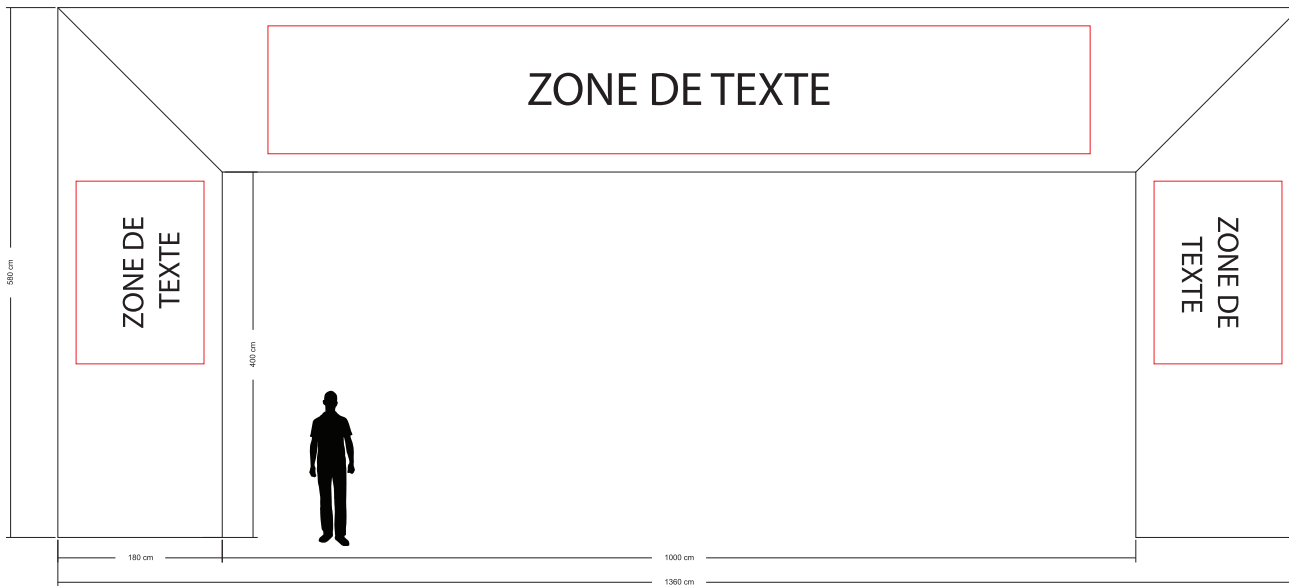 ZONE DE TEXTE
ZONE DE
TEXTE
ZONE DE
TEXTE
580 cm
400 cm
180 cm
1000 cm
1360 cm